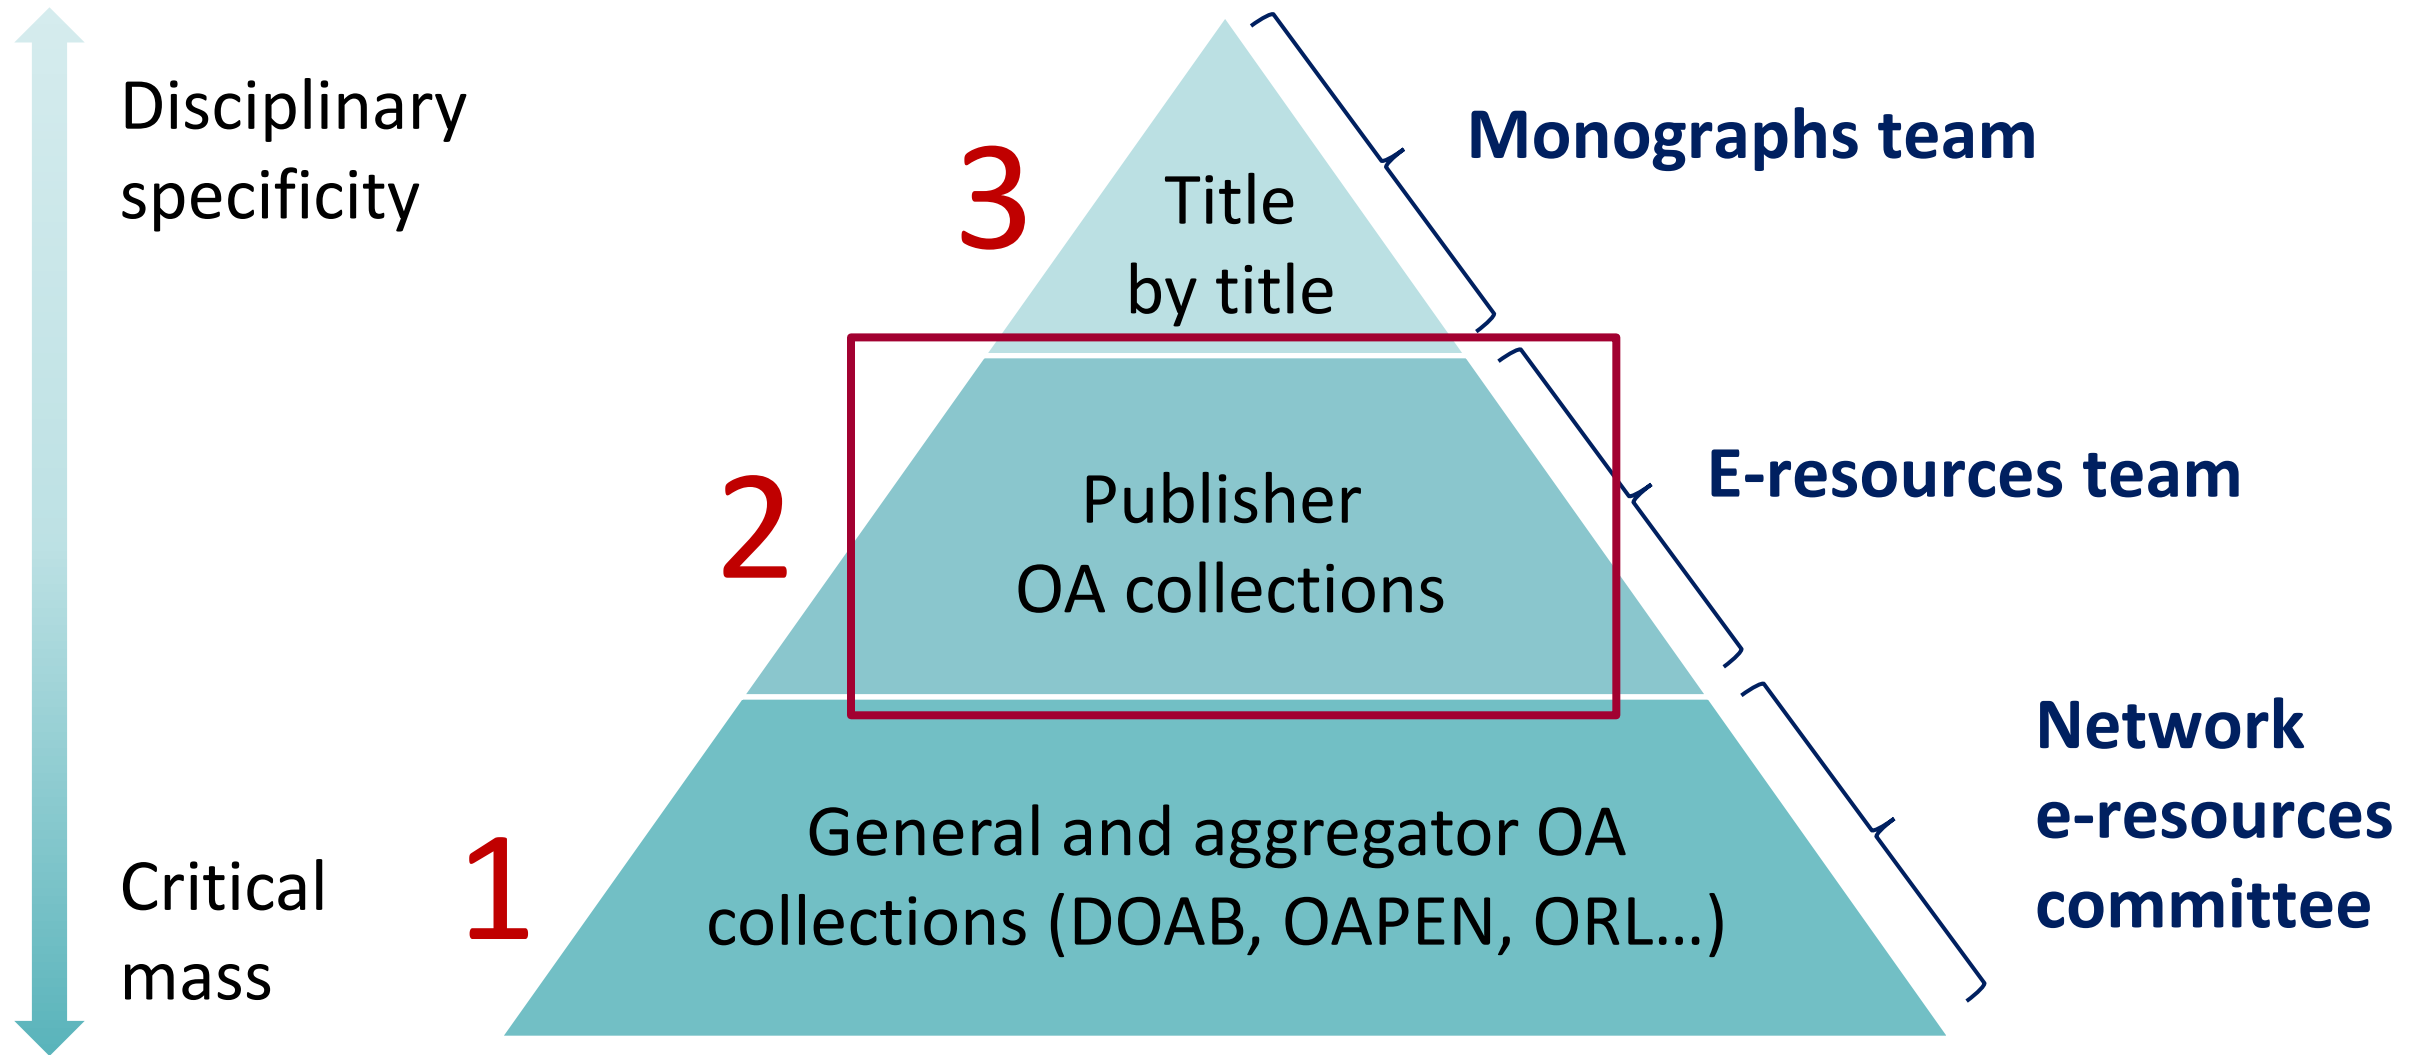 Disciplinary
specificity
3
Title
by title
Monographs team
2
Publisher
OA collections
E-resources team
Critical
mass
1
General and aggregator OA
collections (DOAB, OAPEN, ORL...)
Network
e-resources
committee